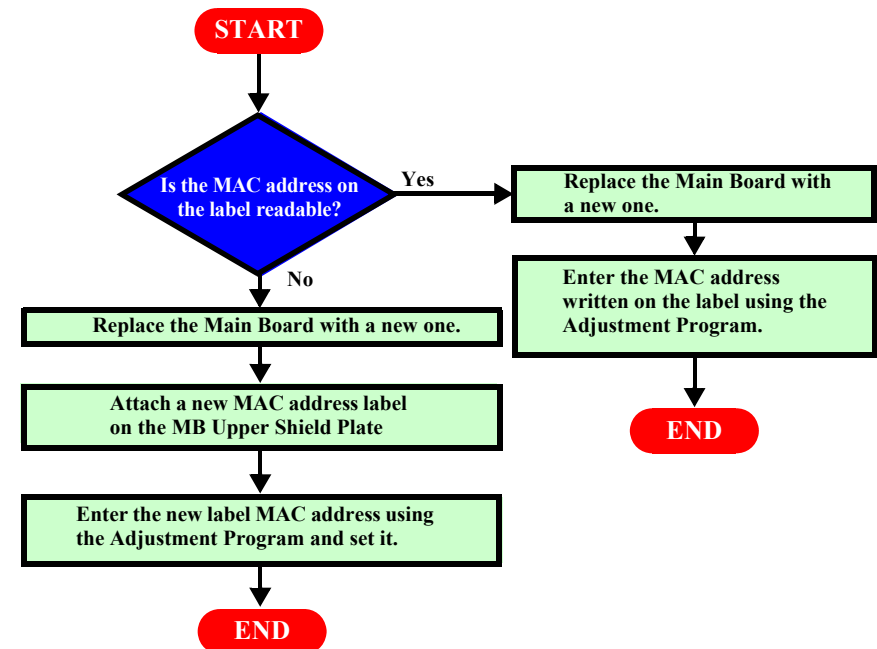 START
Is the MAC address on
the label readable?
Yes
Replace the Main Board with
a new one.
Enter the MAC address
written on the label using the
Adjustment Program.
END
No
Replace the Main Board with a new one.
Attach a new MAC address label
on the MB Upper Shield Plate
Enter the new label MAC address using
the Adjustment Program and set it.
END